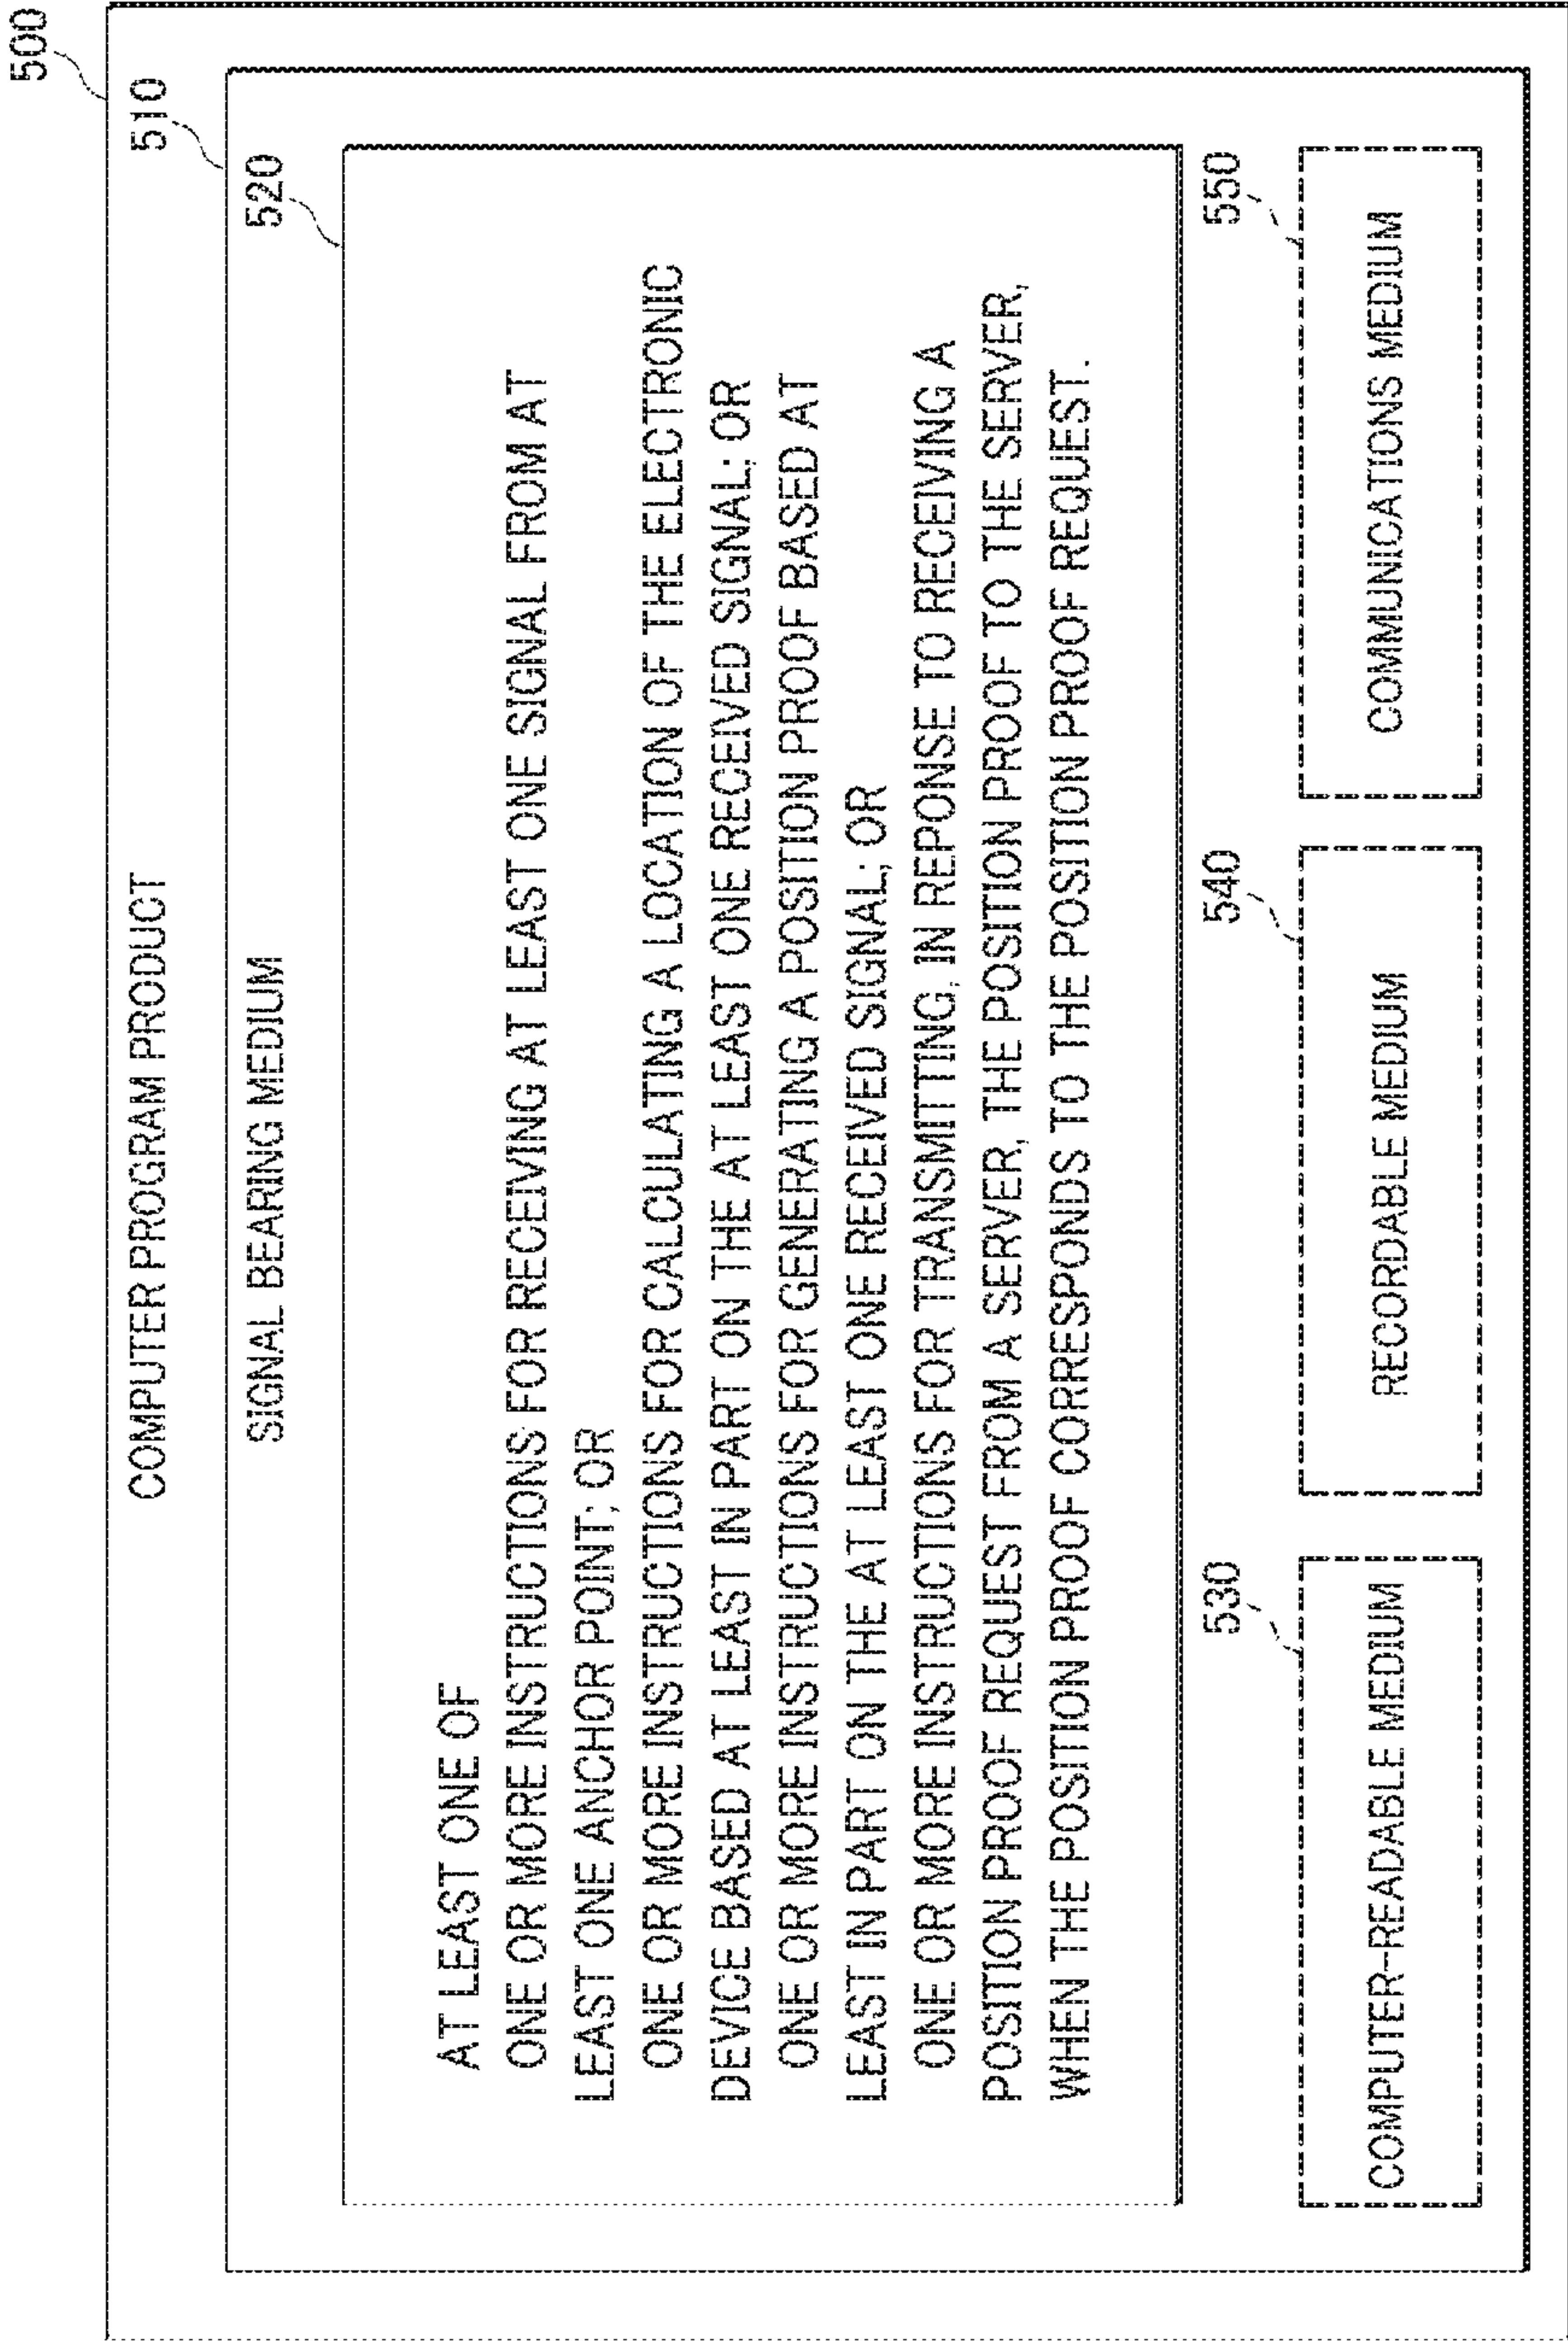 500
COMPUTER PROGRAM PRODUCT
510
SIGNAL BEARING MEDIUM
520
AT LEAST ONE OF
ONE OR MORE INSTRUCTIONS FOR RECEIVING AT LEAST ONE SIGNAL FROM AT
LEAST ONE ANCHOR POINT; OR
ONE OR MORE INSTRUCTIONS FOR CALCULATING A LOCATION OF THE ELECTRONIC
DEVICE BASED AT LEAST IN PART ON THE AT LEAST ONE RECEIVED SIGNAL; OR
ONE OR MORE INSTRUCTIONS FOR GENERATING A POSITION PROOF BASED AT
LEAST IN PART ON THE AT LEAST ONE RECEIVED SIGNAL; OR
ONE OR MORE INSTRUCTIONS FOR TRANSMITTING, IN REPONSE TO RECEIVING A
POSITION PROOF REQUEST FROM A SERVER, THE POSITION PROOF TO THE SERVER,
WHEN THE POSITION PROOF CORRESPONDS TO THE POSITION PROOF REQUEST.
530
COMPUTER-READABLE MEDIUM
540
RECORDABLE MEDIUM
550
COMMUNICATIONS MEDIUM